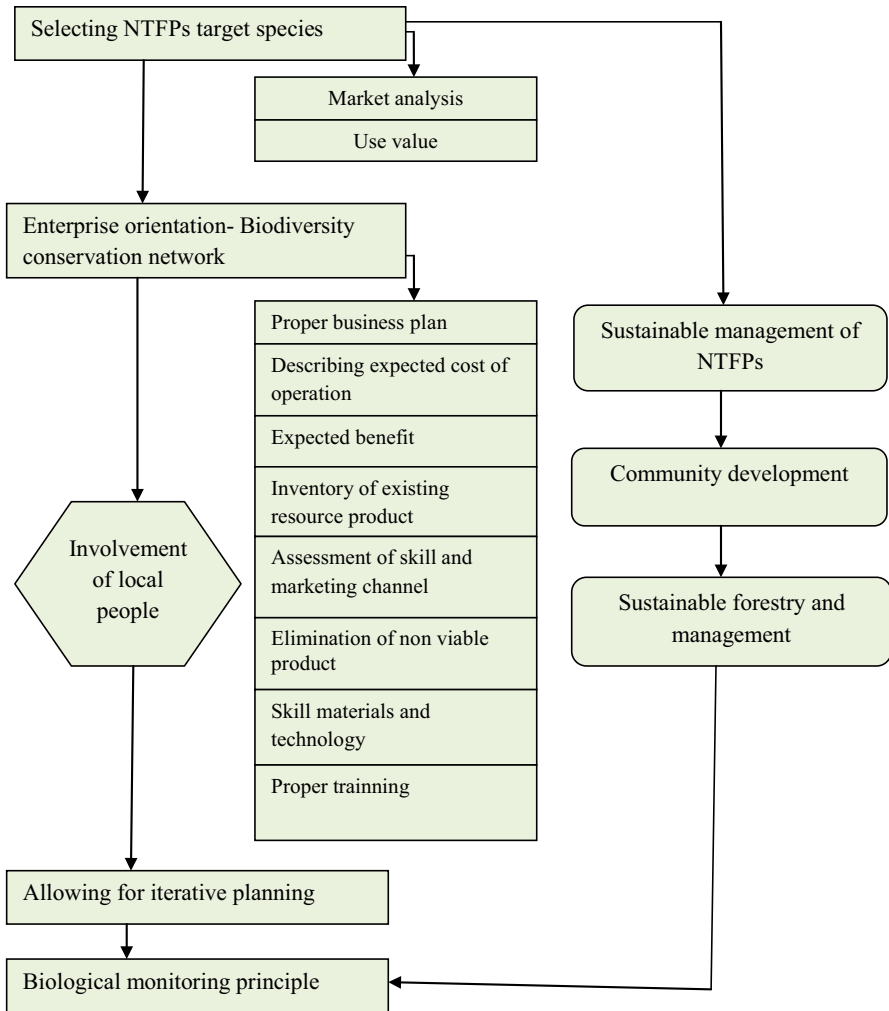 Selecting NTFPs target species
Market analysis
Use value
Enterprise orientation- Biodiversity
conservation network
Proper business plan
Describing expected cost of
operation
Expected benefit
Inventory of existing
resource product
Assessment of skill and
marketing channel
Elimination of non viable
product
Skill materials and
technology
Proper trainning
Sustainable management of
NTFPs
Community development
Sustainable forestry and
management
Involvement
of local
people
Allowing for iterative planning
Biological monitoring principle